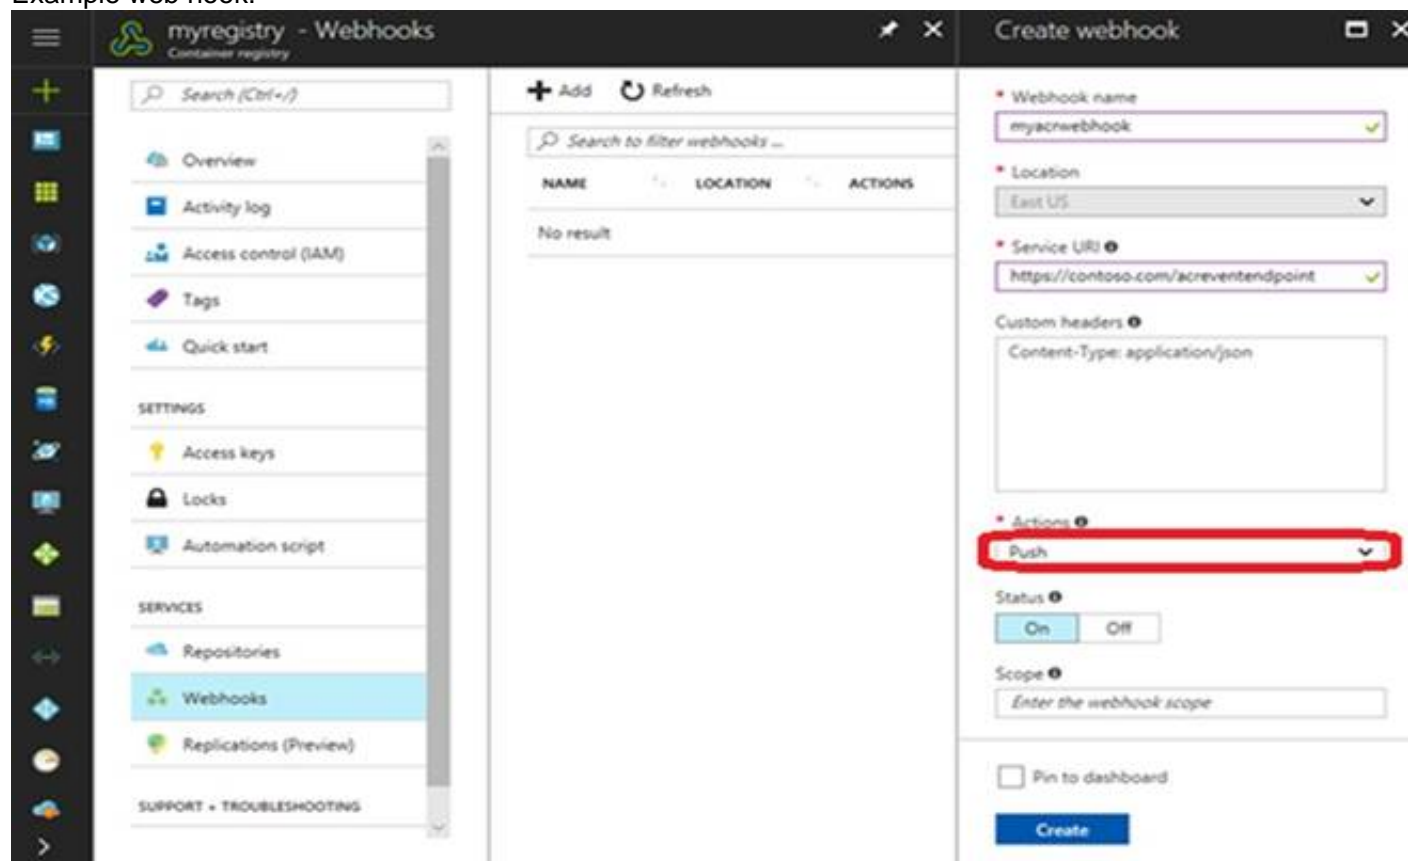 Example web hook:
myregistry - Webhooks
Container registry
Search (Ctrl+/)
Overview
Activity log
Access control (IAM)
Tags
Quick start
SETTINGS
Access keys
Locks
Automation script
SERVICES
Repositories
Webhooks
Replications (Preview)
SUPPORT + TROUBLESHOOTING
Add Refresh
Search to filter webhooks ...
NAME LOCATION ACTIONS
No result
Create webhook
* Webhook name
myacrwebhook
* Location
East US
* Service URI
https://contoso.com/acreventendpoint
Custom headers
Content-Type: application/json
* Actions
Push
Status
On Off
Scope
Enter the webhook scope
Pin to dashboard
Create